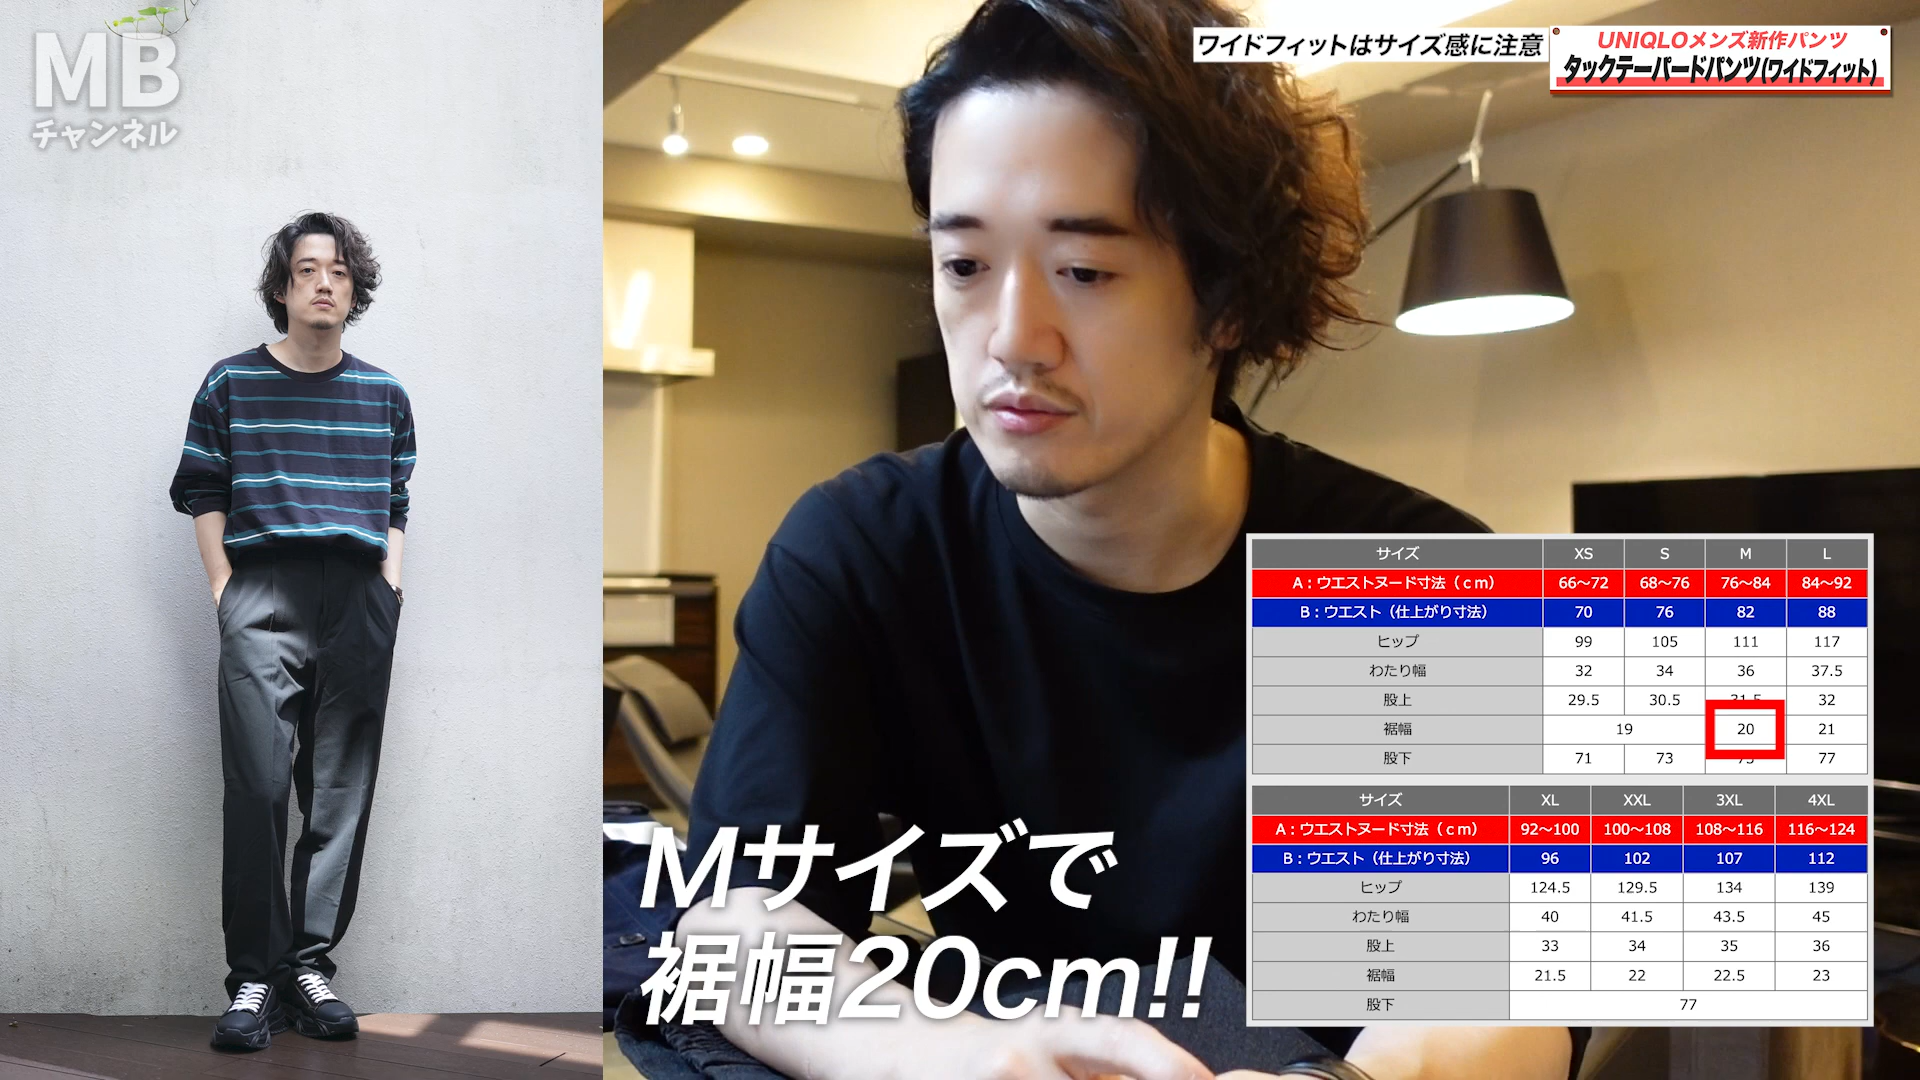 MB
チャンネル
ワイドフィットはサイズ感に注意
UNIQLOメンズ新作パンツ
タックテーパードパンツ(ワイドフィット)
Mサイズで
裾幅20cm!!
サイズ XS S M L
A：ウエストヌード寸法（ｃｍ） 66〜72 68〜76 76〜84 84〜92
B：ウエスト（仕上がり寸法） 70 76 82 88
ヒップ 99 105 111 117
わたり幅 32 34 36 37.5
股上 29.5 30.5 31.5 32
裾幅 19 20 21
股下 71 73 77
サイズ XL XXL 3XL 4XL
A：ウエストヌード寸法（ｃｍ） 92〜100 100〜108 108〜116 116〜124
B：ウエスト（仕上がり寸法） 96 102 107 112
ヒップ 124.5 129.5 134 139
わたり幅 40 41.5 43.5 45
股上 33 34 35 36
裾幅 21.5 22 22.5 23
股下 77